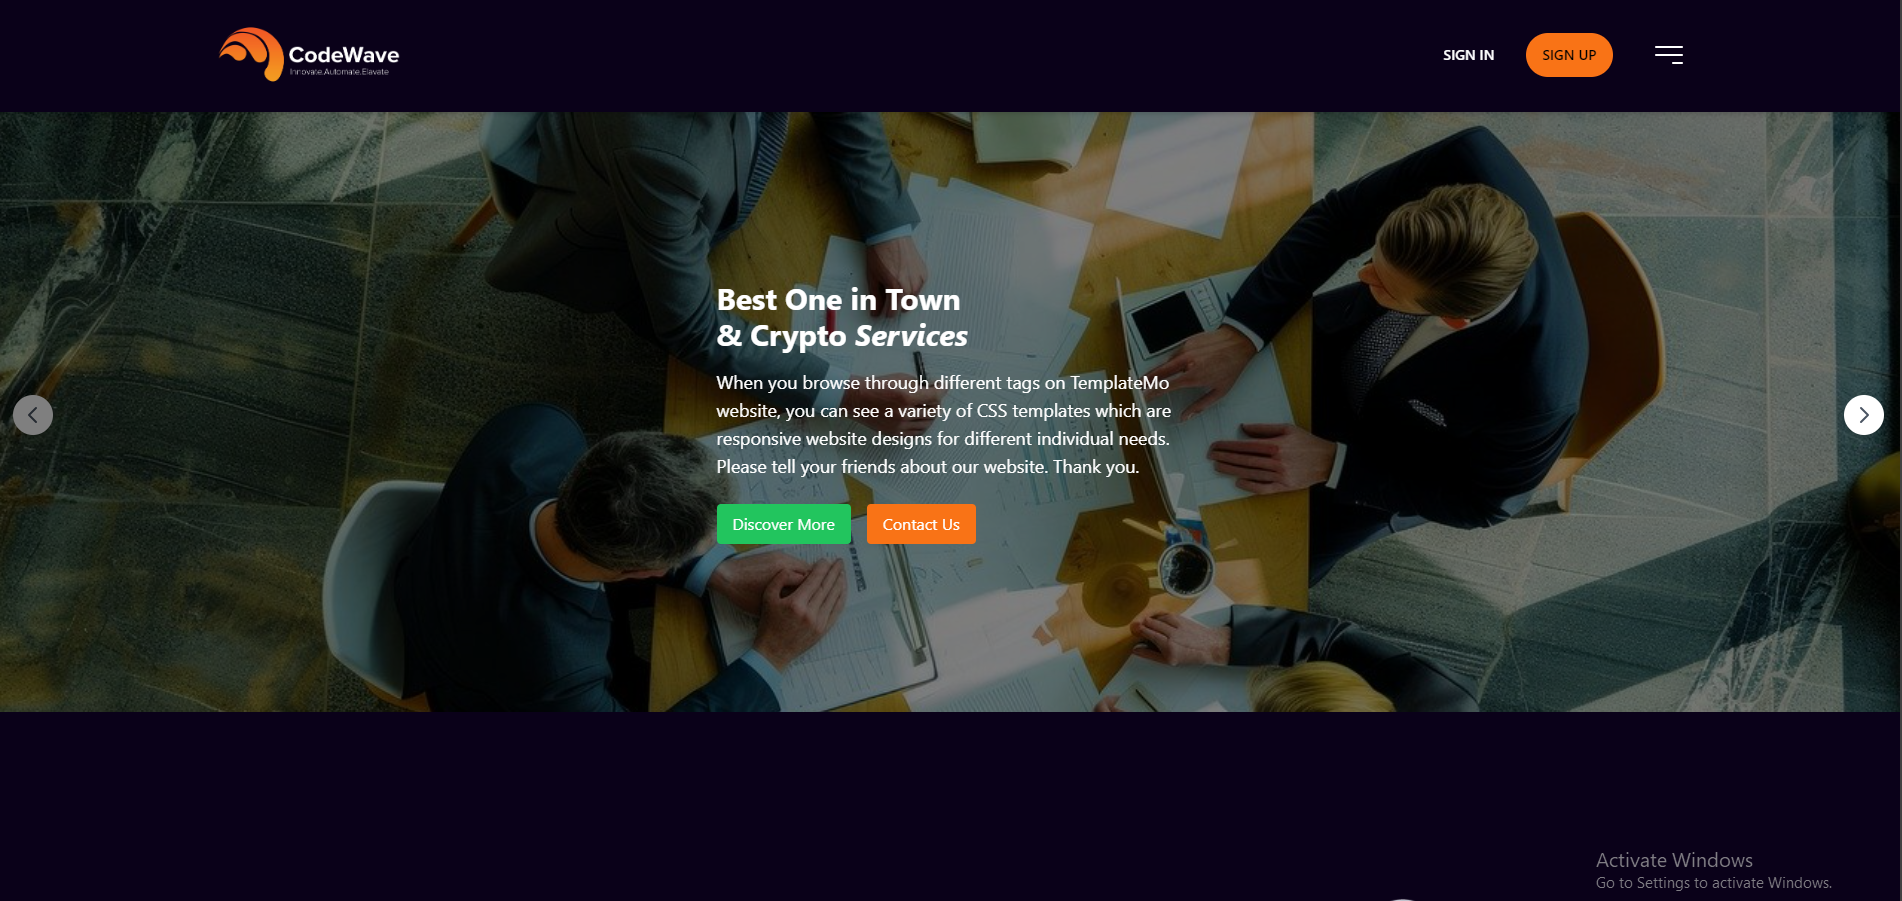 CodeWave
Innovate.Automate.Elavate
SIGN IN
SIGN UP
Best One in Town
& Crypto Services
When you browse through different tags on TemplateMo
website, you can see a variety of CSS templates which are
responsive website designs for different individual needs.
Please tell your friends about our website. Thank you.
Discover More
Contact Us
Activate Windows
Go to Settings to activate Windows.